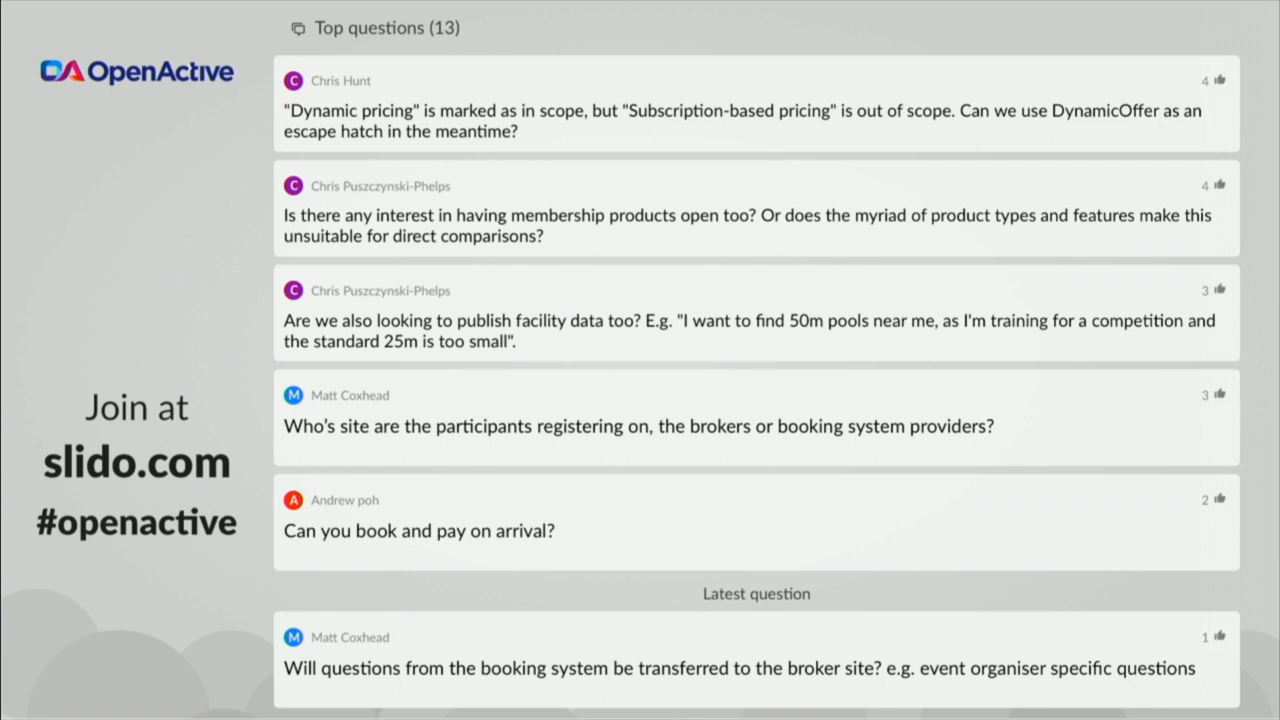 Top questions (13)
OpenActive
C Chris Hunt 4
"Dynamic pricing" is marked as in scope, but "Subscription-based pricing" is out of scope. Can we use DynamicOffer as an
escape hatch in the meantime?
C Chris Puszczynski-Phelps 4
Is there any interest in having membership products open too? Or does the myriad of product types and features make this
unsuitable for direct comparisons?
C Chris Puszczynski-Phelps 3
Are we also looking to publish facility data too? E.g. "I want to find 50m pools near me, as I'm training for a competition and
the standard 25m is too small".
M Matt Coxhead 3
Who's site are the participants registering on, the brokers or booking system providers?
A Andrew poh 2
Can you book and pay on arrival?
Latest question
M Matt Coxhead 1
Will questions from the booking system be transferred to the broker site? e.g. event organiser specific questions
Join at
slido.com
#openactive